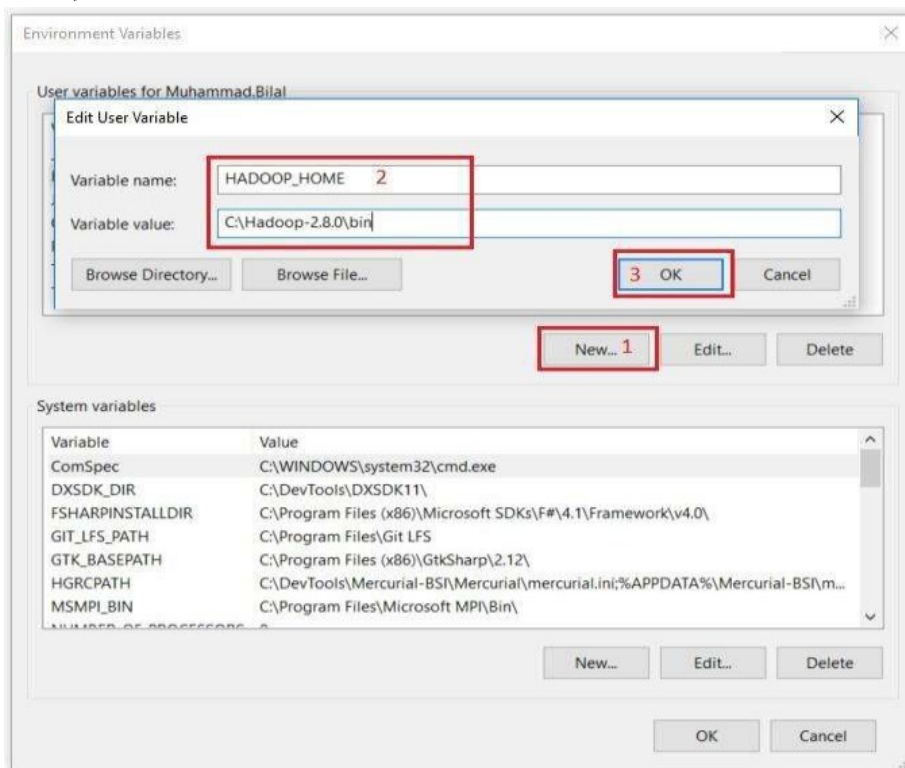 Environment Variables
User variables for Muhammad.Bilal
Edit User Variable
Variable name: HADOOP_HOME 2
Variable value: C:\Hadoop-2.8.0\bin
Browse Directory... Browse File... 3 OK Cancel
New... 1 Edit... Delete
System variables
Variable Value
ComSpec C:\WINDOWS\system32\cmd.exe
DXSDK_DIR C:\DevTools\DXSDK11\
FSHARPINSTALLDIR C:\Program Files (x86)\Microsoft SDKs\F#\4.1\Framework\v4.0\
GIT_LFS_PATH C:\Program Files\Git LFS
GTK_BASEPATH C:\Program Files (x86)\GtkSharp\2.12\
HGRCPATH C:\DevTools\Mercurial-BSI\Mercurial\mercurial.ini;%APPDATA%\Mercurial-BSI\m...
MSMPI_BIN C:\Program Files\Microsoft MPI\Bin\
NUMBER_OF_PROCESSORS
New... Edit... Delete
OK Cancel